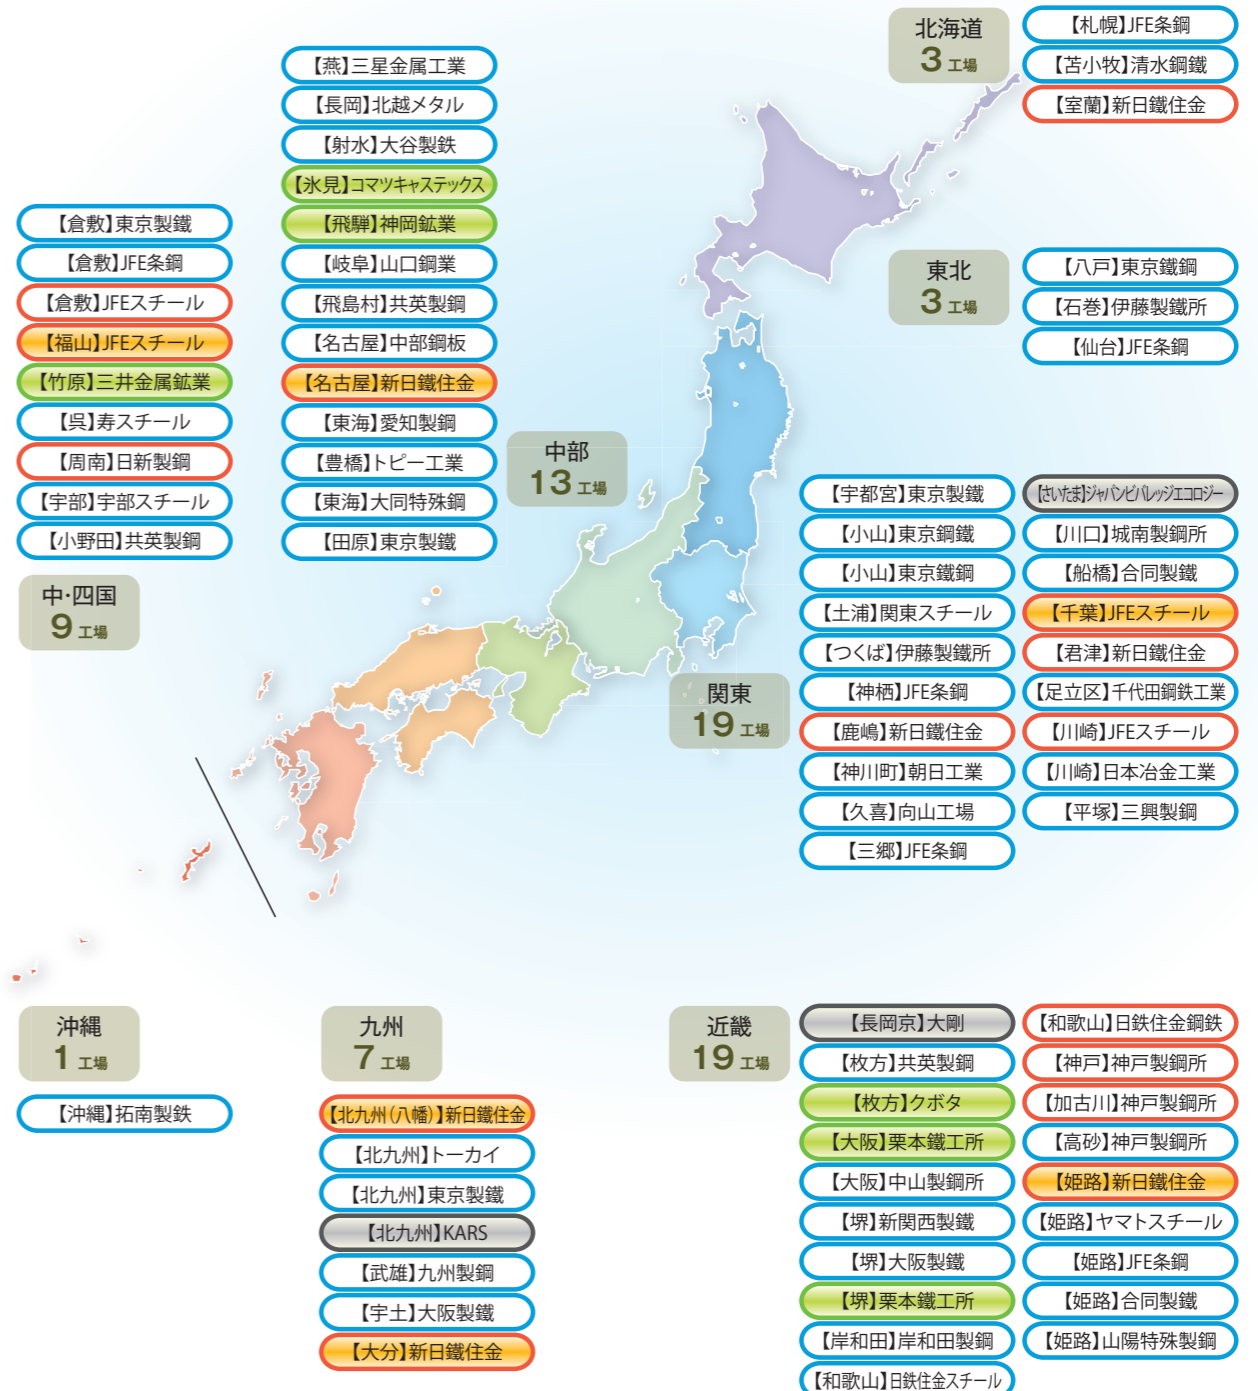 北海道
3 工場
【札幌】JFE条鋼
【苫小牧】清水鋼鐵
【室蘭】新日鐵住金
東北
3 工場
【八戸】東京鐵鋼
【石巻】伊藤製鐵所
【仙台】JFE条鋼
【燕】三星金属工業
【長岡】北越メタル
【射水】大谷製鉄
【氷見】コマツキャステックス
【飛騨】神岡鉱業
【岐阜】山口鋼業
【飛島村】共英製鋼
【名古屋】中部鋼板
【名古屋】新日鐵住金
【東海】愛知製鋼
【豊橋】トピー工業
【東海】大同特殊鋼
【田原】東京製鐵
中部
13 工場
【倉敷】東京製鐵
【倉敷】JFE条鋼
【倉敷】JFEスチール
【福山】JFEスチール
【竹原】三井金属鉱業
【呉】寿スチール
【周南】日新製鋼
【宇部】宇部スチール
【小野田】共英製鋼
中・四国
9 工場
関東
19 工場
【宇都宮】東京製鐵
【小山】東京鋼鐵
【小山】東京鐵鋼
【土浦】関東スチール
【つくば】伊藤製鐵所
【神栖】JFE条鋼
【鹿嶋】新日鐵住金
【神川町】朝日工業
【久喜】向山工場
【三郷】JFE条鋼
【さいたま】ジャパンビバレッジエコロジー
【川口】城南製鋼所
【船橋】合同製鐵
【千葉】JFEスチール
【君津】新日鐵住金
【足立区】千代田鋼鉄工業
【川崎】JFEスチール
【川崎】日本冶金工業
【平塚】三興製鋼
沖縄
1 工場
【沖縄】拓南製鉄
九州
7 工場
【北九州（八幡）】新日鐵住金
【北九州】トーカイ
【北九州】東京製鐵
【北九州】KARS
【武雄】九州製鋼
【宇土】大阪製鐵
【大分】新日鐵住金
近畿
19 工場
【長岡京】大剛
【枚方】共英製鋼
【枚方】クボタ
【大阪】栗本鐵工所
【大阪】中山製鋼所
【堺】新関西製鐵
【堺】大阪製鐵
【堺】栗本鐵工所
【岸和田】岸和田製鋼
【和歌山】日鉄住金スチール
【和歌山】日鉄住金鋼鉄
【神戸】神戸製鋼所
【加古川】神戸製鋼所
【高砂】神戸製鋼所
【姫路】新日鐵住金
【姫路】ヤマトスチール
【姫路】JFE条鋼
【姫路】合同製鐵
【姫路】山陽特殊製鋼